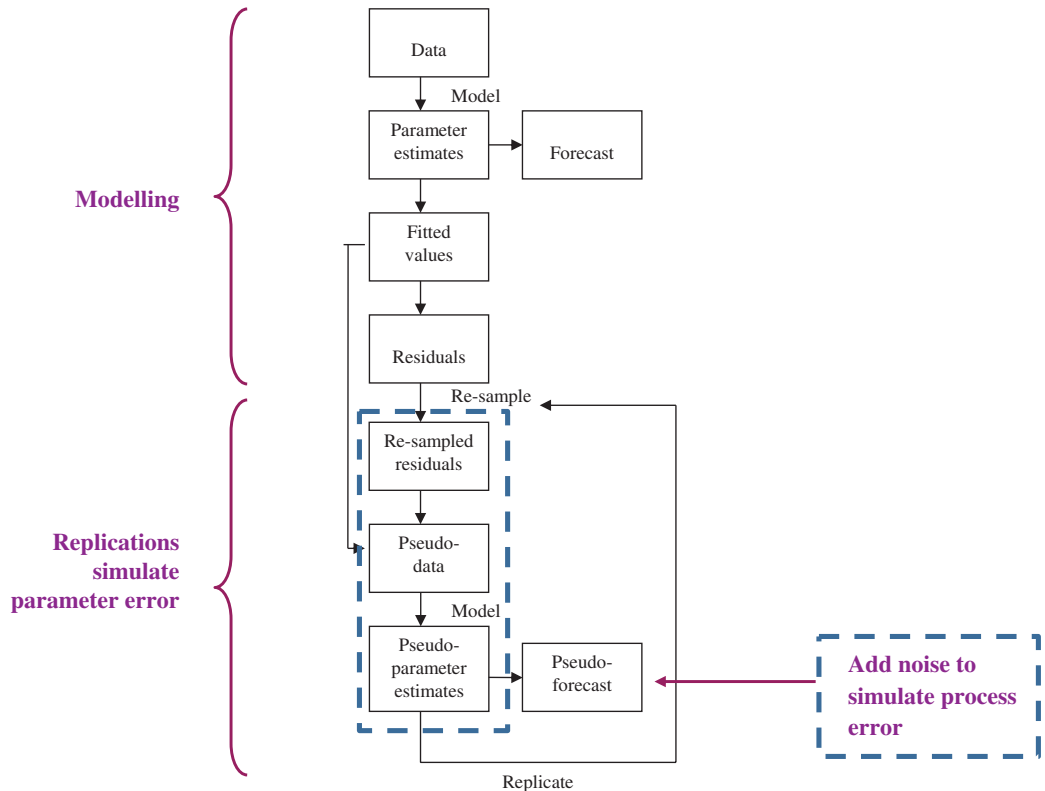 Data
Model
Parameter
estimates
Forecast
Modelling
Fitted
values
Residuals
Re-sample
Re-sampled
residuals
Replications
simulate
parameter error
Pseudo-
data
Model
Pseudo-
parameter
estimates
Pseudo-
forecast
Add noise to
simulate process
error
Replicate